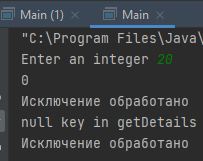 Main (1) × Main ×
"C:\Program Files\Java\
Enter an integer 20
0
Исключение обработано
null key in getDetails
Исключение обработано